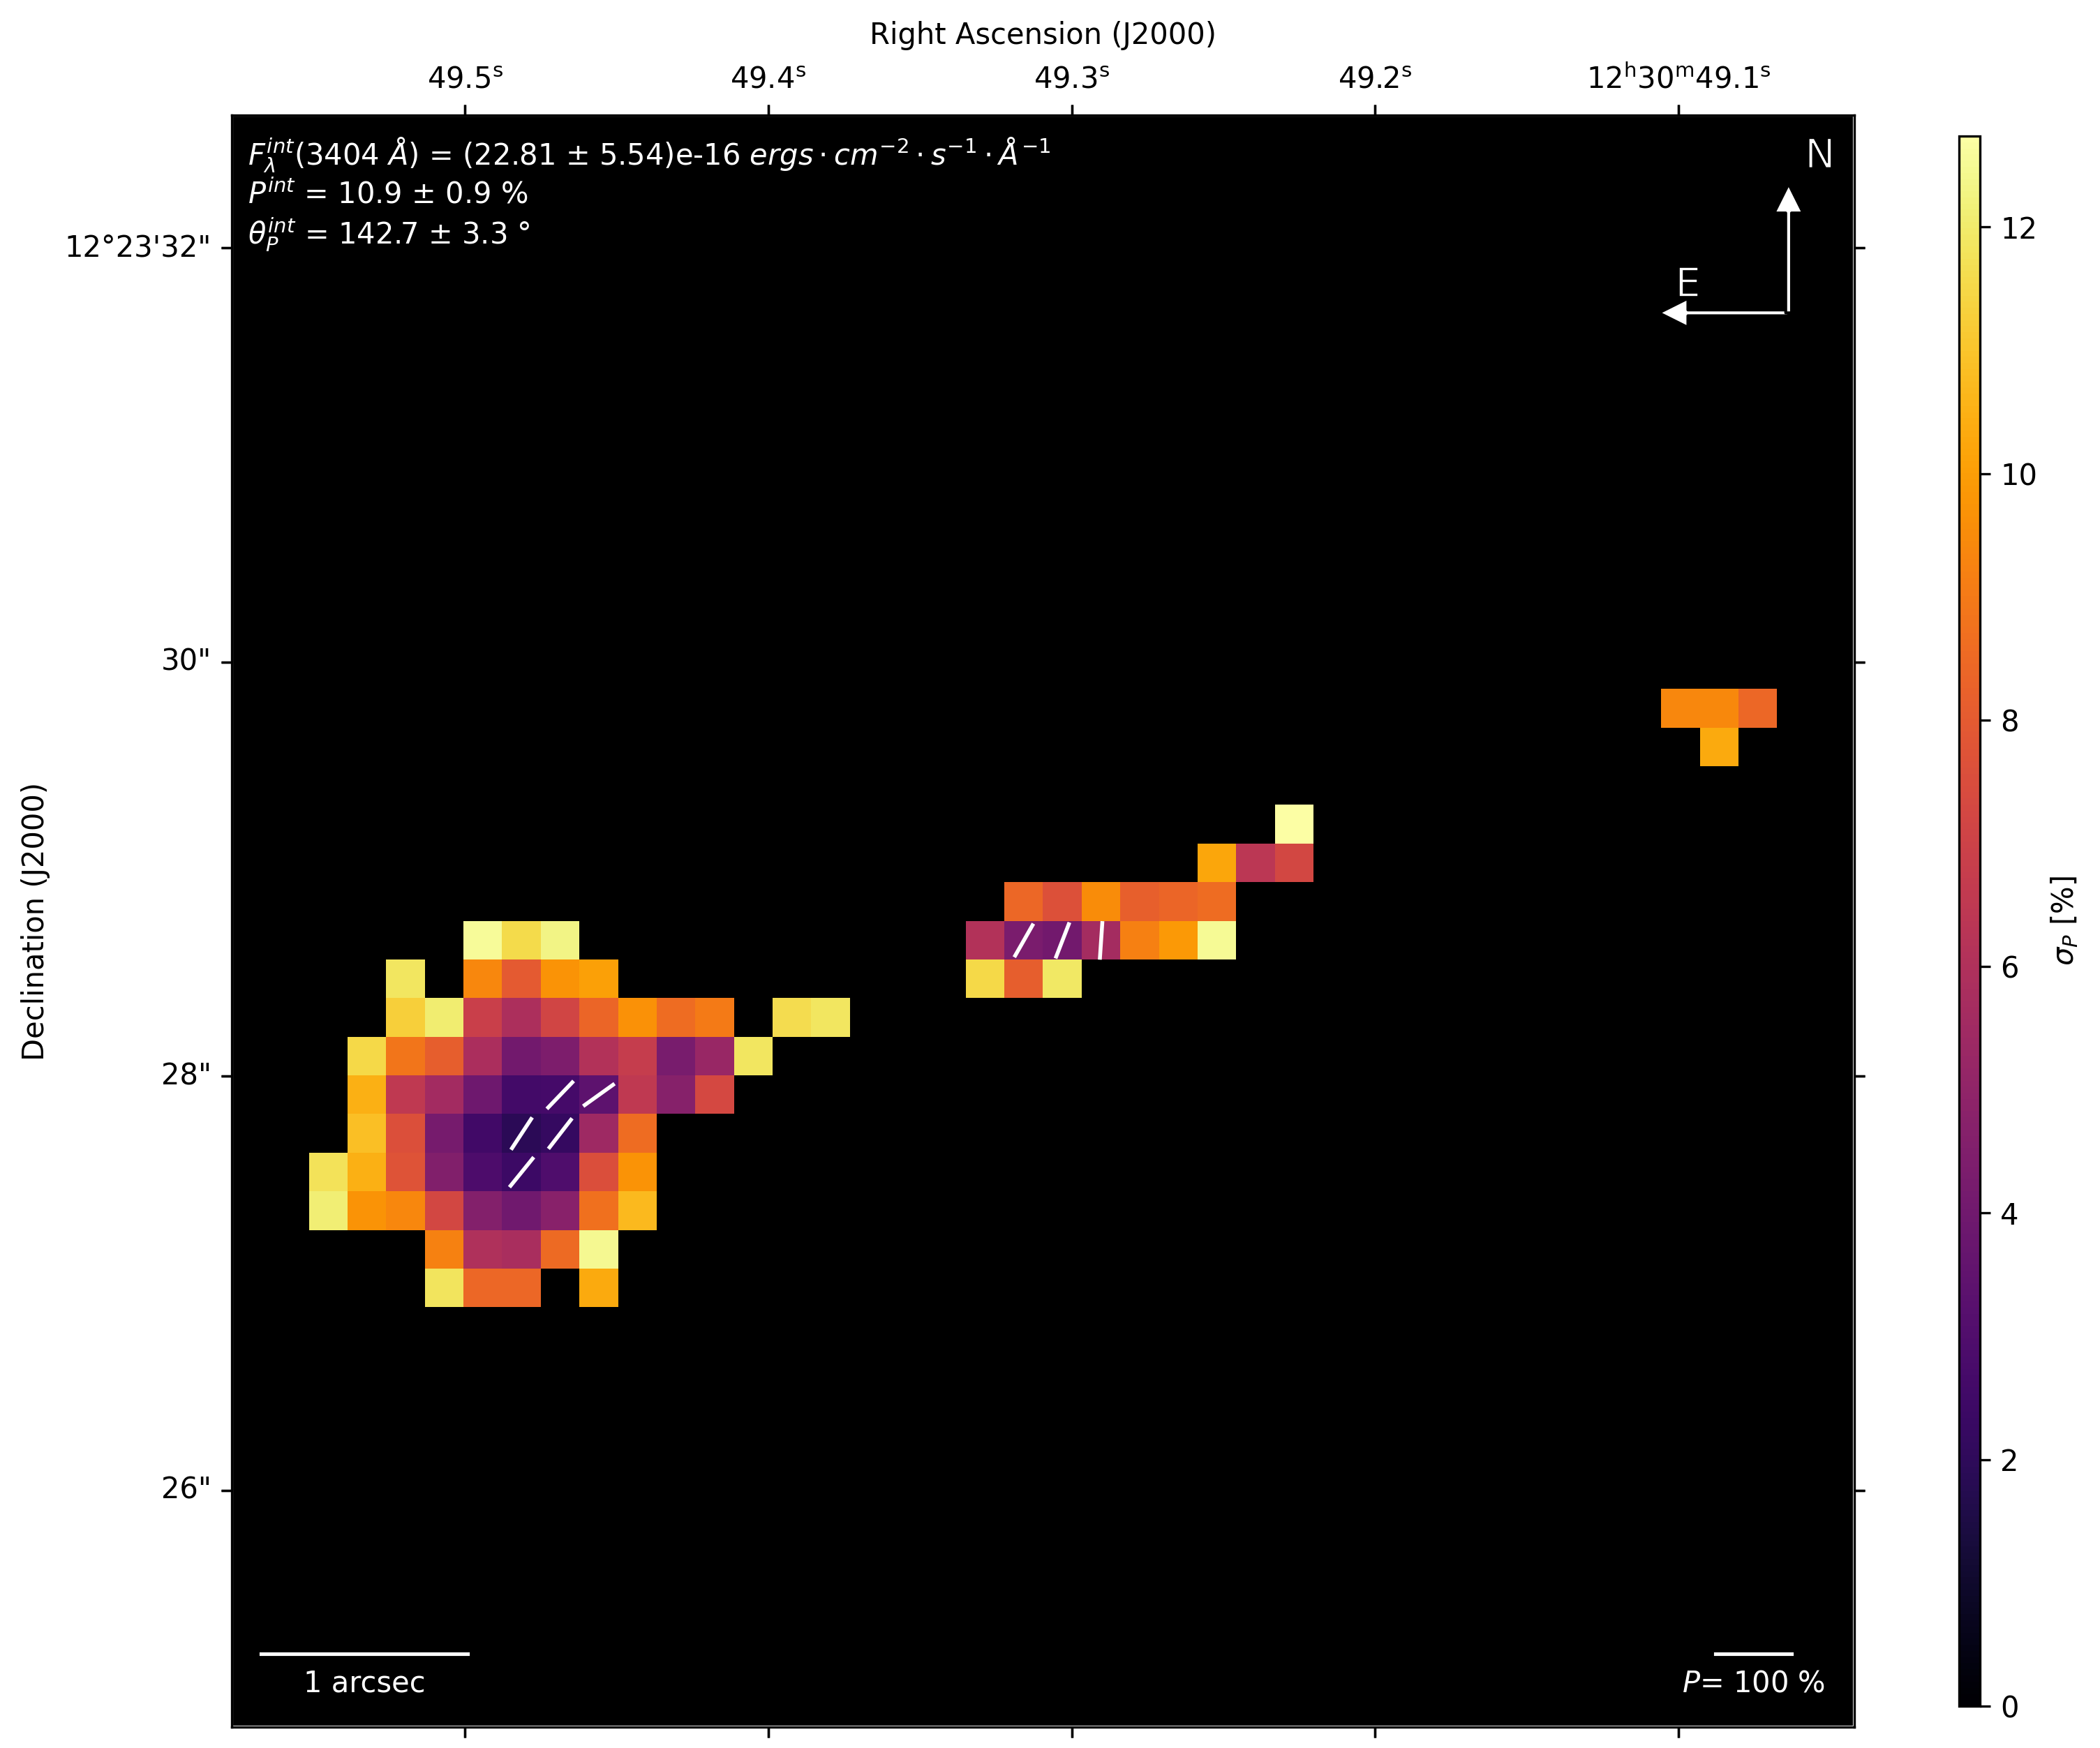 Right Ascension (J2000)
49.5ˢ 49.4ˢ 49.3ˢ 49.2ˢ 12ʰ30ᵐ49.1ˢ
F_λ^int(3404 Å) = (22.81 ± 5.54)e-16 ergs · cm⁻² · s⁻¹ · Å⁻¹
P^int = 10.9 ± 0.9 %
θ_P^int = 142.7 ± 3.3 °
N
E
12°23'32"
30"
28"
26"
Declination (J2000)
1 arcsec
P= 100 %
12
10
8
6
4
2
0
σ_P [%]